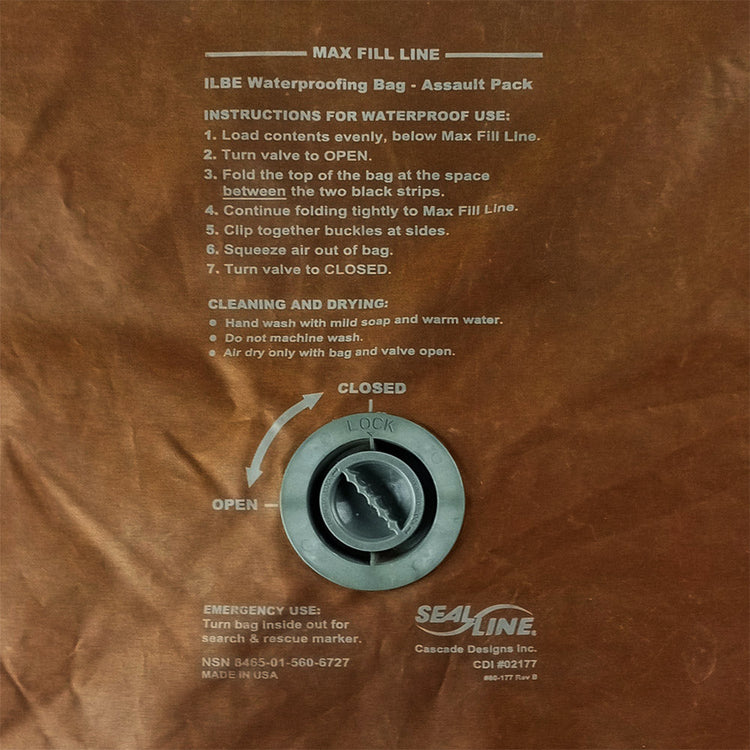 MAX FILL LINE
ILBE Waterproofing Bag - Assault Pack
INSTRUCTIONS FOR WATERPROOF USE:
1. Load contents evenly, below Max Fill Line.
2. Turn valve to OPEN.
3. Fold the top of the bag at the space
between the two black strips.
4. Continue folding tightly to Max Fill Line.
5. Clip together buckles at sides.
6. Squeeze air out of bag.
7. Turn valve to CLOSED.
CLEANING AND DRYING:
• Hand wash with mild soap and warm water.
• Do not machine wash.
• Air dry only with bag and valve open.
CLOSED
LOCK
OPEN
EMERGENCY USE:
Turn bag inside out for
search & rescue marker.
NSN 8465-01-560-6727
MADE IN USA
SEAL LINE®
Cascade Designs Inc.
CDI #02177
#80-177 Rev B